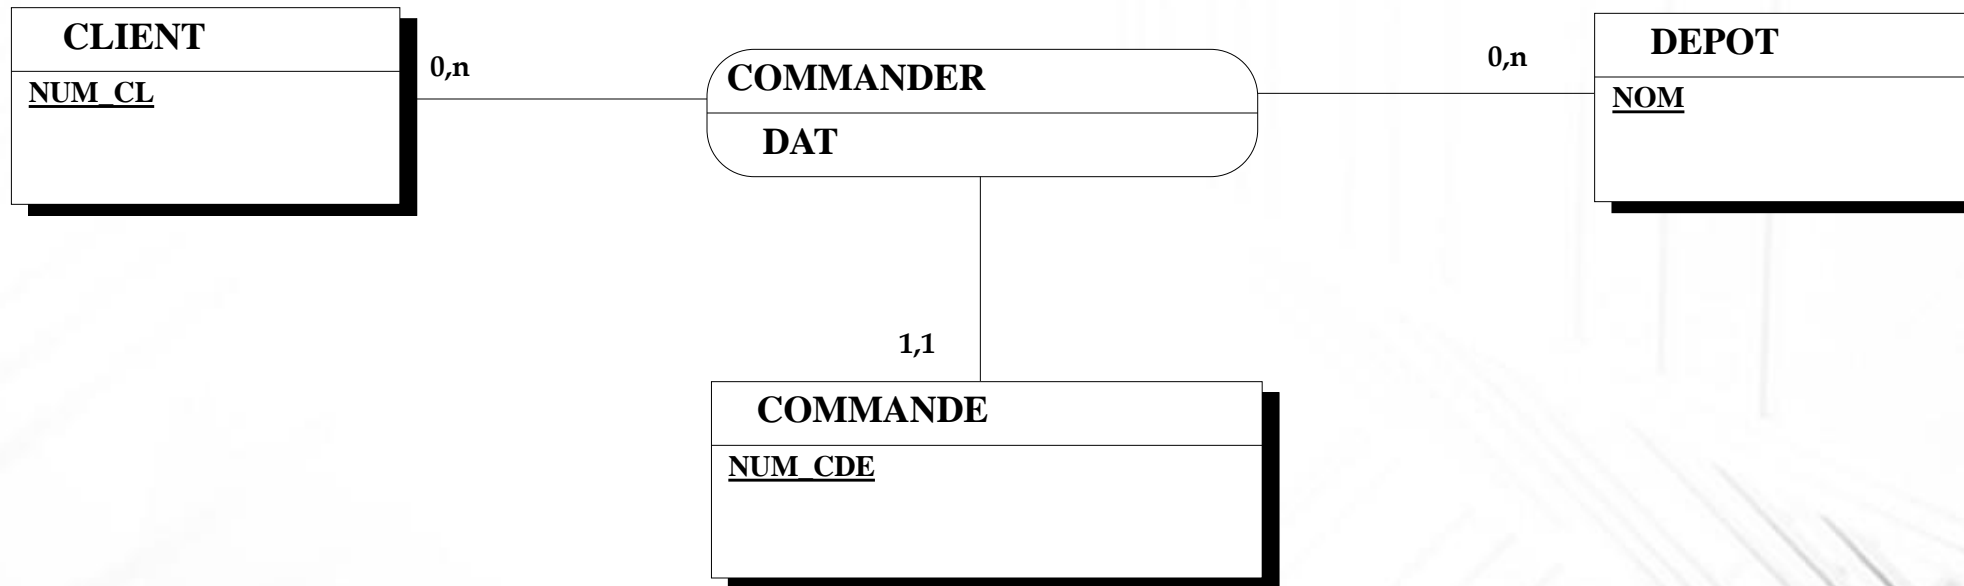 CLIENT
NUM_CL
0,n
COMMANDER
DAT
0,n
DEPOT
NOM
1,1
COMMANDE
NUM_CDE